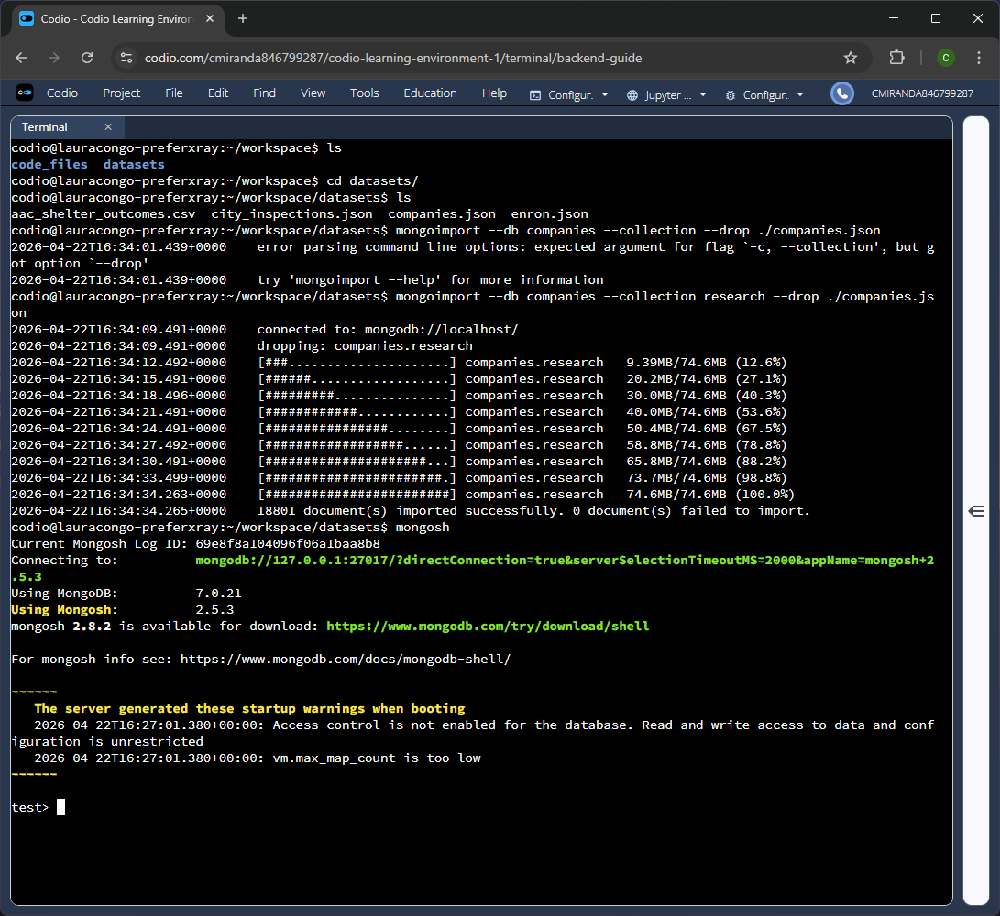 Codio - Codio Learning Environ
codio.com/cmiranda846799287/codio-learning-environment-1/terminal/backend-guide
C
Codio Project File Edit Find View Tools Education Help Configur. Jupyter ... Configur. CMIRANDA846799287
Terminal
codio@lauracongo-preferxray:~/workspace$ ls
code_files  datasets
codio@lauracongo-preferxray:~/workspace$ cd datasets/
codio@lauracongo-preferxray:~/workspace/datasets$ ls
aac_shelter_outcomes.csv  city_inspections.json  companies.json  enron.json
codio@lauracongo-preferxray:~/workspace/datasets$ mongoimport --db companies --collection --drop ./companies.json
2026-04-22T16:34:01.439+0000    error parsing command line options: expected argument for flag `-c, --collection', but g
ot option `--drop'
2026-04-22T16:34:01.439+0000    try 'mongoimport --help' for more information
codio@lauracongo-preferxray:~/workspace/datasets$ mongoimport --db companies --collection research --drop ./companies.js
on
2026-04-22T16:34:09.491+0000    connected to: mongodb://localhost/
2026-04-22T16:34:09.491+0000    dropping: companies.research
2026-04-22T16:34:12.492+0000    [###.....................] companies.research   9.39MB/74.6MB (12.6%)
2026-04-22T16:34:15.491+0000    [######..................] companies.research   20.2MB/74.6MB (27.1%)
2026-04-22T16:34:18.496+0000    [#########...............] companies.research   30.0MB/74.6MB (40.3%)
2026-04-22T16:34:21.491+0000    [############............] companies.research   40.0MB/74.6MB (53.6%)
2026-04-22T16:34:24.491+0000    [################........] companies.research   50.4MB/74.6MB (67.5%)
2026-04-22T16:34:27.492+0000    [##################......] companies.research   58.8MB/74.6MB (78.8%)
2026-04-22T16:34:30.491+0000    [#####################...] companies.research   65.8MB/74.6MB (88.2%)
2026-04-22T16:34:33.499+0000    [#######################.] companies.research   73.7MB/74.6MB (98.8%)
2026-04-22T16:34:34.263+0000    [########################] companies.research   74.6MB/74.6MB (100.0%)
2026-04-22T16:34:34.265+0000    18801 document(s) imported successfully. 0 document(s) failed to import.
codio@lauracongo-preferxray:~/workspace/datasets$ mongosh
Current Mongosh Log ID: 69e8f8a104096f06a1baa8b8
Connecting to:          mongodb://127.0.0.1:27017/?directConnection=true&serverSelectionTimeoutMS=2000&appName=mongosh+2
.5.3
Using MongoDB:          7.0.21
Using Mongosh:          2.5.3
mongosh 2.8.2 is available for download: https://www.mongodb.com/try/download/shell
For mongosh info see: https://www.mongodb.com/docs/mongodb-shell/
------
   The server generated these startup warnings when booting
   2026-04-22T16:27:01.380+00:00: Access control is not enabled for the database. Read and write access to data and conf
iguration is unrestricted
   2026-04-22T16:27:01.380+00:00: vm.max_map_count is too low
------
test>